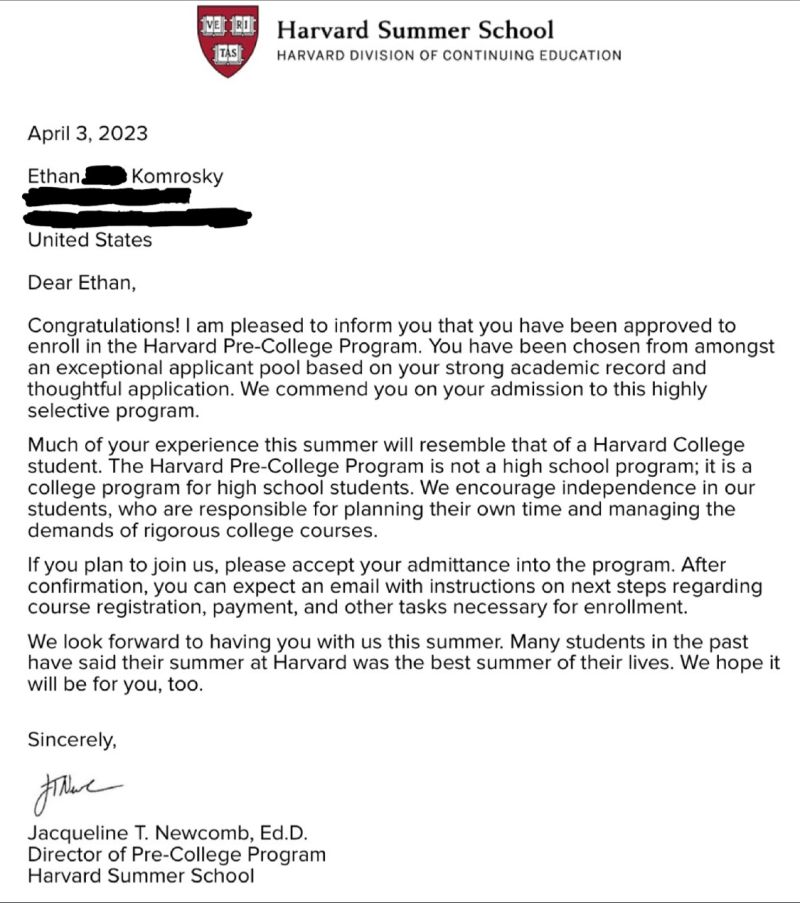 VE RI
TAS
Harvard Summer School
HARVARD DIVISION OF CONTINUING EDUCATION
April 3, 2023
Ethan Komrosky
United States
Dear Ethan,
Congratulations! I am pleased to inform you that you have been approved to
enroll in the Harvard Pre-College Program. You have been chosen from amongst
an exceptional applicant pool based on your strong academic record and
thoughtful application. We commend you on your admission to this highly
selective program.
Much of your experience this summer will resemble that of a Harvard College
student. The Harvard Pre-College Program is not a high school program; it is a
college program for high school students. We encourage independence in our
students, who are responsible for planning their own time and managing the
demands of rigorous college courses.
If you plan to join us, please accept your admittance into the program. After
confirmation, you can expect an email with instructions on next steps regarding
course registration, payment, and other tasks necessary for enrollment.
We look forward to having you with us this summer. Many students in the past
have said their summer at Harvard was the best summer of their lives. We hope it
will be for you, too.
Sincerely,
Jacqueline T. Newcomb, Ed.D.
Director of Pre-College Program
Harvard Summer School